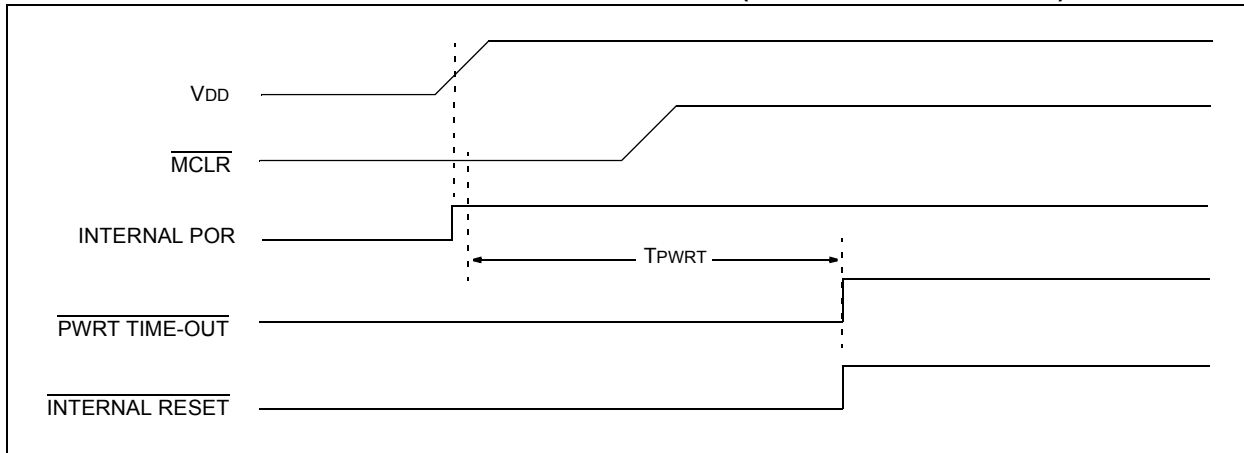 VDD
MCLR
INTERNAL POR
TPWRT
PWRT TIME-OUT
INTERNAL RESET